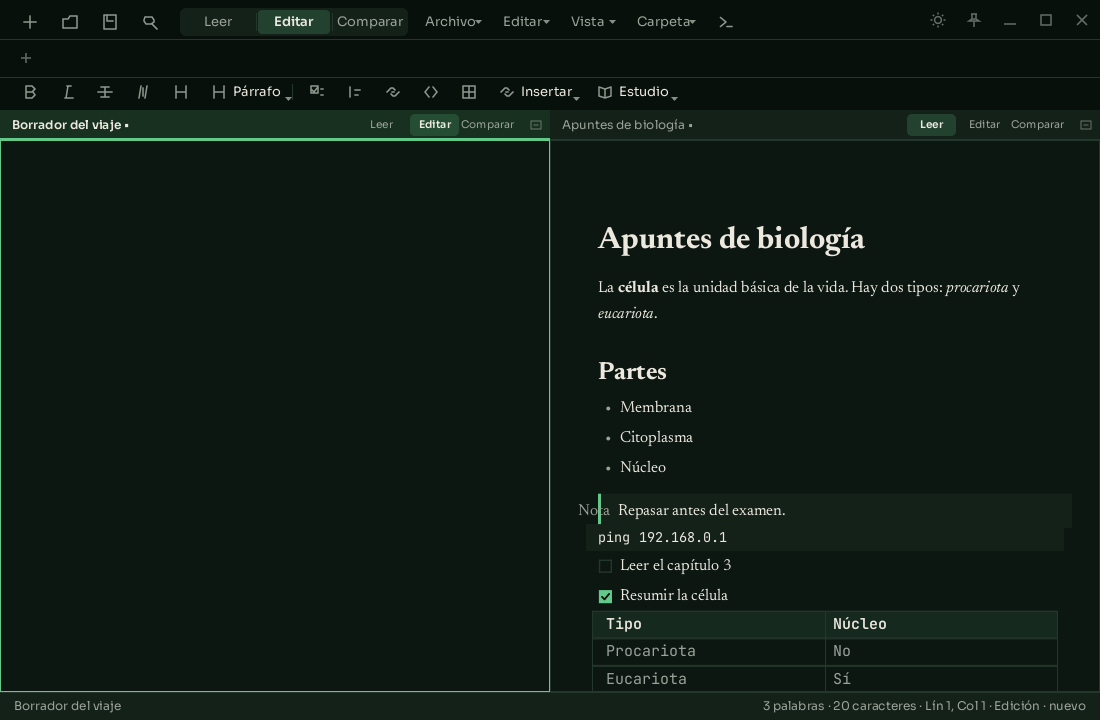 Leer Editar Comparar Archivo Editar Vista Carpeta
Párrafo Insertar Estudio
Borrador del viaje • Leer Editar Comparar
Apuntes de biología • Leer Editar Comparar
Apuntes de biología
La célula es la unidad básica de la vida. Hay dos tipos: procariota y
eucariota.
Partes
• Membrana
• Citoplasma
• Núcleo
Nota Repasar antes del examen.
ping 192.168.0.1
Leer el capítulo 3
Resumir la célula
Tipo Núcleo
Procariota No
Eucariota Sí
Borrador del viaje 3 palabras · 20 caracteres · Lín 1, Col 1 · Edición · nuevo